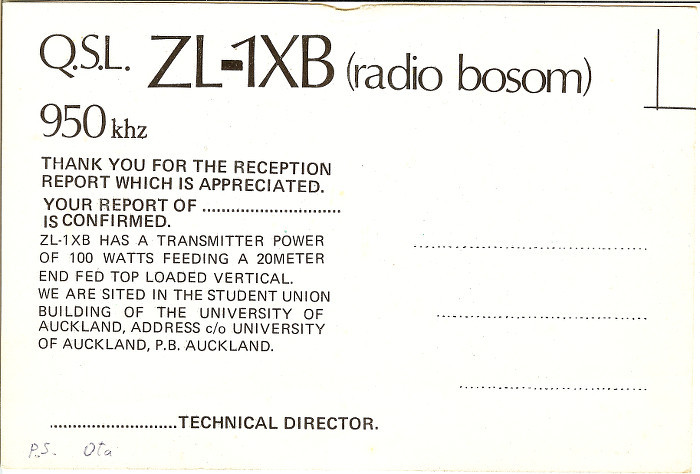 Q.S.L. ZL-1XB (radio bosom)
950 khz
THANK YOU FOR THE RECEPTION
REPORT WHICH IS APPRECIATED.
YOUR REPORT OF .............................
IS CONFIRMED.
ZL-1XB HAS A TRANSMITTER POWER
OF 100 WATTS FEEDING A 20METER
END FED TOP LOADED VERTICAL.
WE ARE SITED IN THE STUDENT UNION
BUILDING OF THE UNIVERSITY OF
AUCKLAND, ADDRESS c/o UNIVERSITY
OF AUCKLAND, P.B. AUCKLAND.
...........................TECHNICAL DIRECTOR.
P.S. Ota